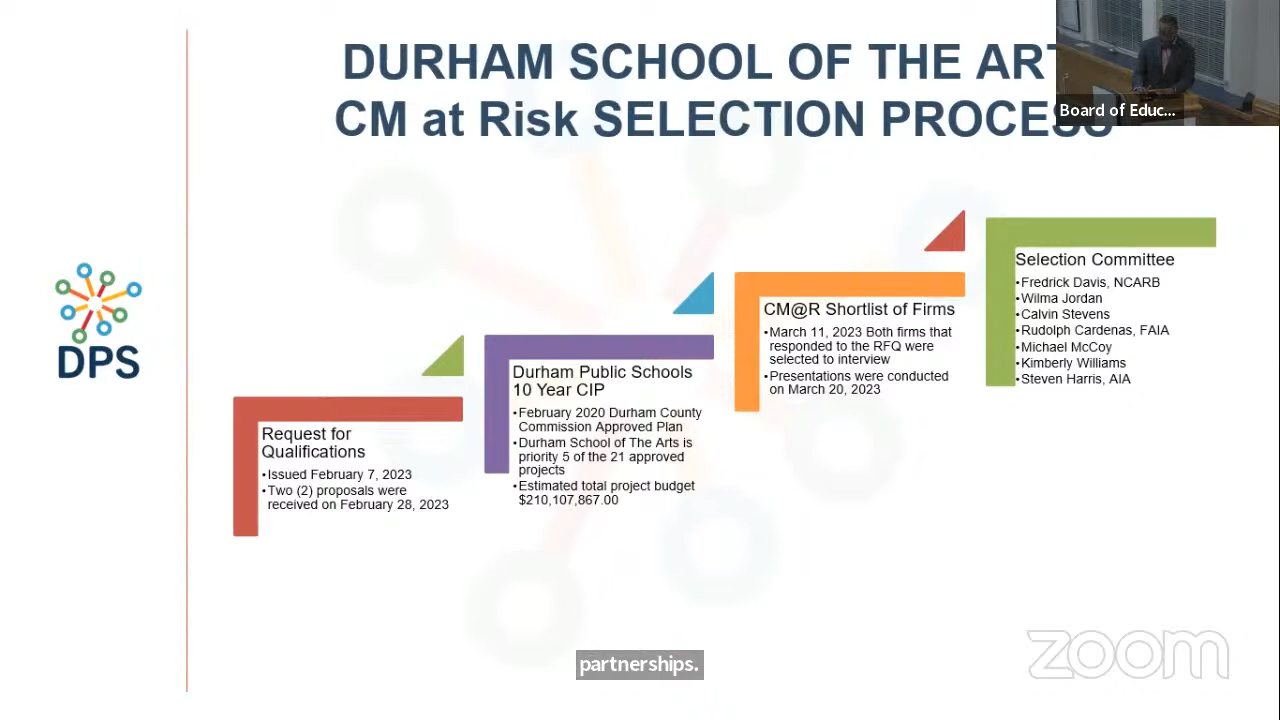 DURHAM SCHOOL OF THE ART
CM at Risk SELECTION PROCESS
Board of Educ...
DPS
Request for
Qualifications
•Issued February 7, 2023
•Two (2) proposals were
received on February 28, 2023
Durham Public Schools
10 Year CIP
•February 2020 Durham County
Commission Approved Plan
•Durham School of The Arts is
priority 5 of the 21 approved
projects
•Estimated total project budget
$210,107,867.00
CM@R Shortlist of Firms
•March 11, 2023 Both firms that
responded to the RFQ were
selected to interview
•Presentations were conducted
on March 20, 2023
Selection Committee
•Fredrick Davis, NCARB
•Wilma Jordan
•Calvin Stevens
•Rudolph Cardenas, FAIA
•Michael McCoy
•Kimberly Williams
•Steven Harris, AIA
partnerships.
zoom